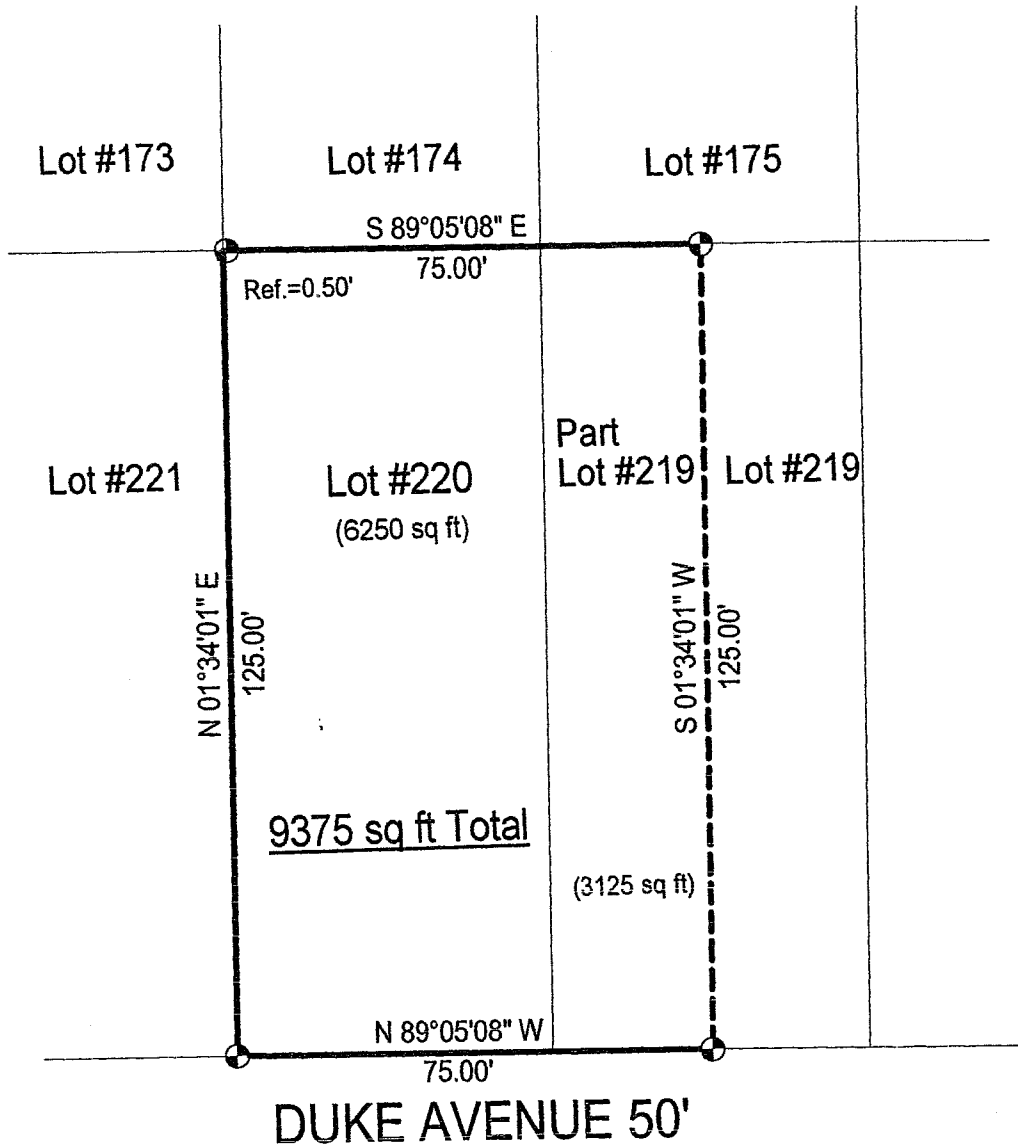 Lot #173
Lot #174
Lot #175
S 89°05'08" E
75.00'
Ref.=0.50'
Part
Lot #221
Lot #220
Lot #219
Lot #219
(6250 sq ft)
N 01°34'01" E
125.00'
S 01°34'01" W
125.00'
9375 sq ft Total
(3125 sq ft)
N 89°05'08" W
75.00'
DUKE AVENUE 50'